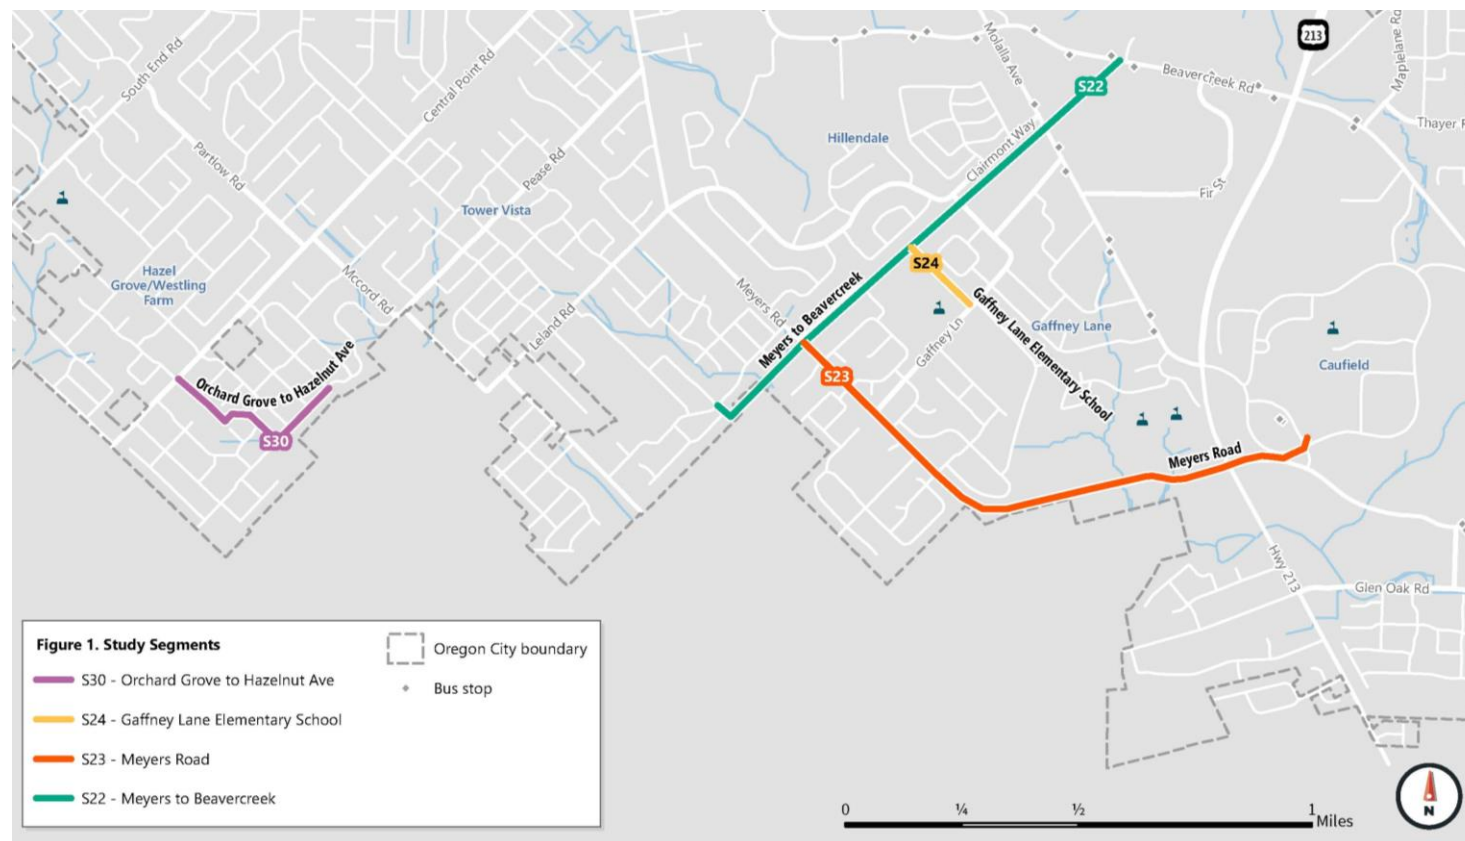 213
South End Rd
Central Point Rd
Molalla Ave
Beavercreek Rd
Maplelane Rd
S22
Thayer R
Hillendale
Clairmont Way
Partlow Rd
Pease Rd
Fir St
Tower Vista
Hazel
Grove/Westling
Farm
Mccord Rd
S24
Meyers Rd
Meyers to Beavercreek
Gaffney Lane Elementary School
Gaffney Lane
Leland Rd
Gaffney Ln
Caufield
Orchard Grove to Hazelnut Ave
S23
S30
Meyers Road
Hwy 213
Glen Oak Rd
Figure 1. Study Segments
S30 - Orchard Grove to Hazelnut Ave
S24 - Gaffney Lane Elementary School
S23 - Meyers Road
S22 - Meyers to Beavercreek
Oregon City boundary
Bus stop
0 ¼ ½ 1
Miles
N